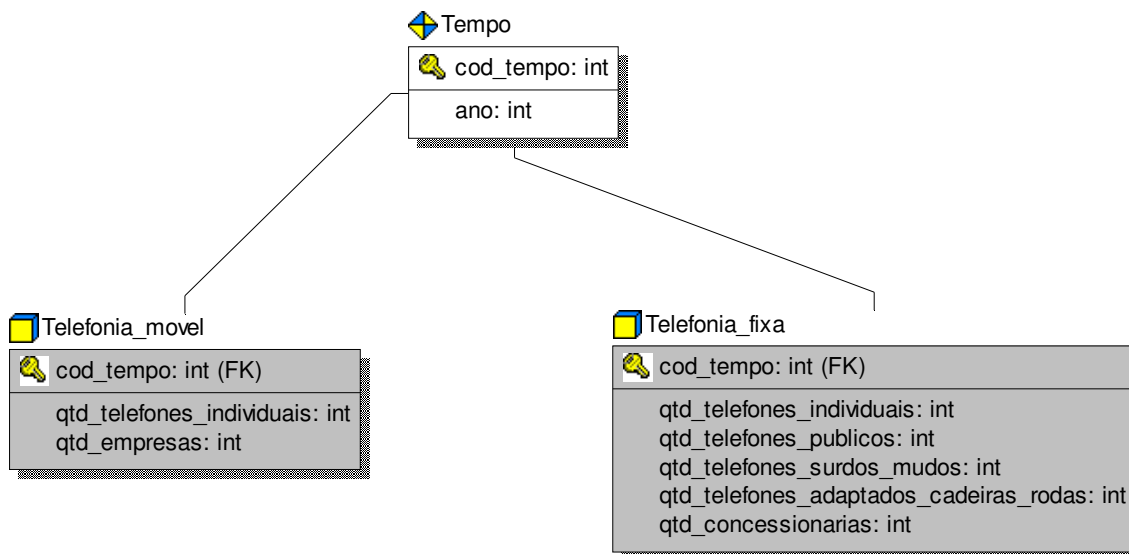 Tempo
cod_tempo: int
ano: int
Telefonia_movel
cod_tempo: int (FK)
qtd_telefones_individuais: int
qtd_empresas: int
Telefonia_fixa
cod_tempo: int (FK)
qtd_telefones_individuais: int
qtd_telefones_publicos: int
qtd_telefones_surdos_mudos: int
qtd_telefones_adaptados_cadeiras_rodas: int
qtd_concessionarias: int